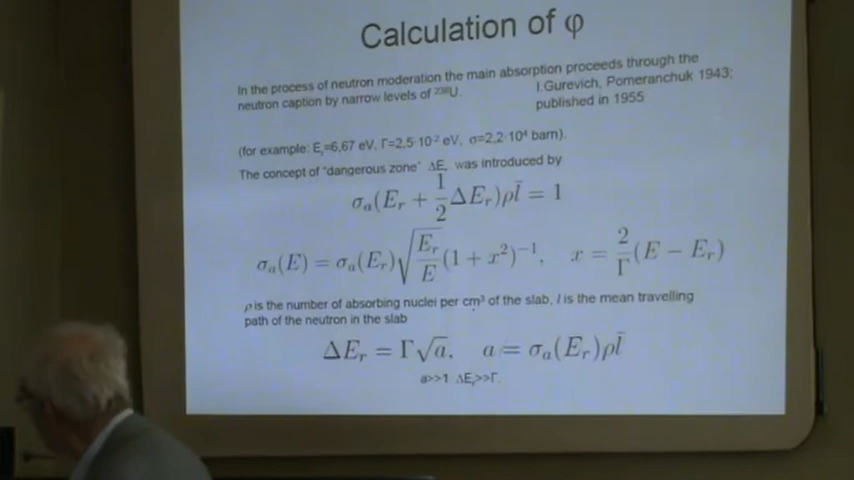 Calculation of φ
In the process of neutron moderation the main absorption proceeds through the
neutron caption by narrow levels of ²³⁸U.
I.Gurevich, Pomeranchuk 1943;
published in 1955
(for example: Eᵣ=6,67 eV, Γ=2,5·10⁻² eV, σ=2,2·10⁴ barn).
The concept of "dangerous zone" ΔEᵣ was introduced by
σₐ(Eᵣ + 1/2 ΔEᵣ)ρl̄ = 1
σₐ(E) = σₐ(Eᵣ)√(Eᵣ/E) (1 + x²)⁻¹, x = 2/Γ (E − Eᵣ)
ρ is the number of absorbing nuclei per cm³ of the slab, l is the mean travelling
path of the neutron in the slab
ΔEᵣ = Γ√a, a = σₐ(Eᵣ)ρl̄
a>>1 ΔEᵣ>>Γ.